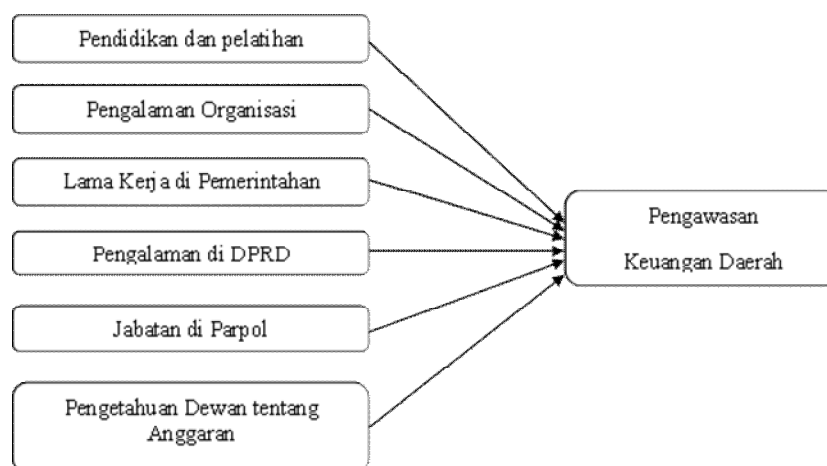 Pendidikan dan pelatihan
Pengalaman Organisasi
Lama Kerja di Pemerintahan
Pengalaman di DPRD
Jabatan di Parpol
Pengetahuan Dewan tentang
Anggaran
Pengawasan
Keuangan Daerah